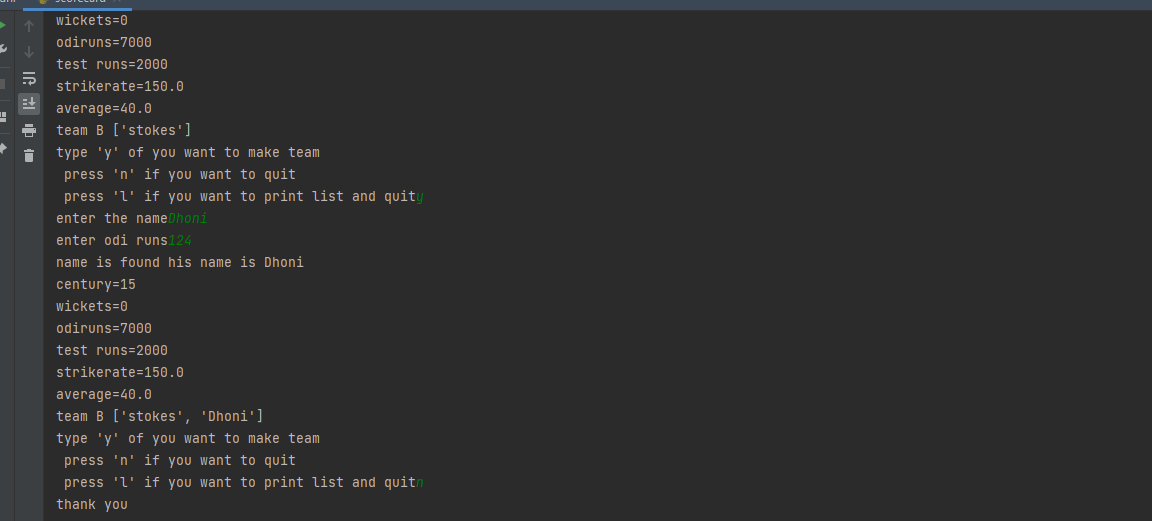 wickets=0
odiruns=7000
test runs=2000
strikerate=150.0
average=40.0
team B ['stokes']
type 'y' of you want to make team
 press 'n' if you want to quit
 press 'l' if you want to print list and quity
enter the nameDhoni
enter odi runs124
name is found his name is Dhoni
century=15
wickets=0
odiruns=7000
test runs=2000
strikerate=150.0
average=40.0
team B ['stokes', 'Dhoni']
type 'y' of you want to make team
 press 'n' if you want to quit
 press 'l' if you want to print list and quitn
thank you